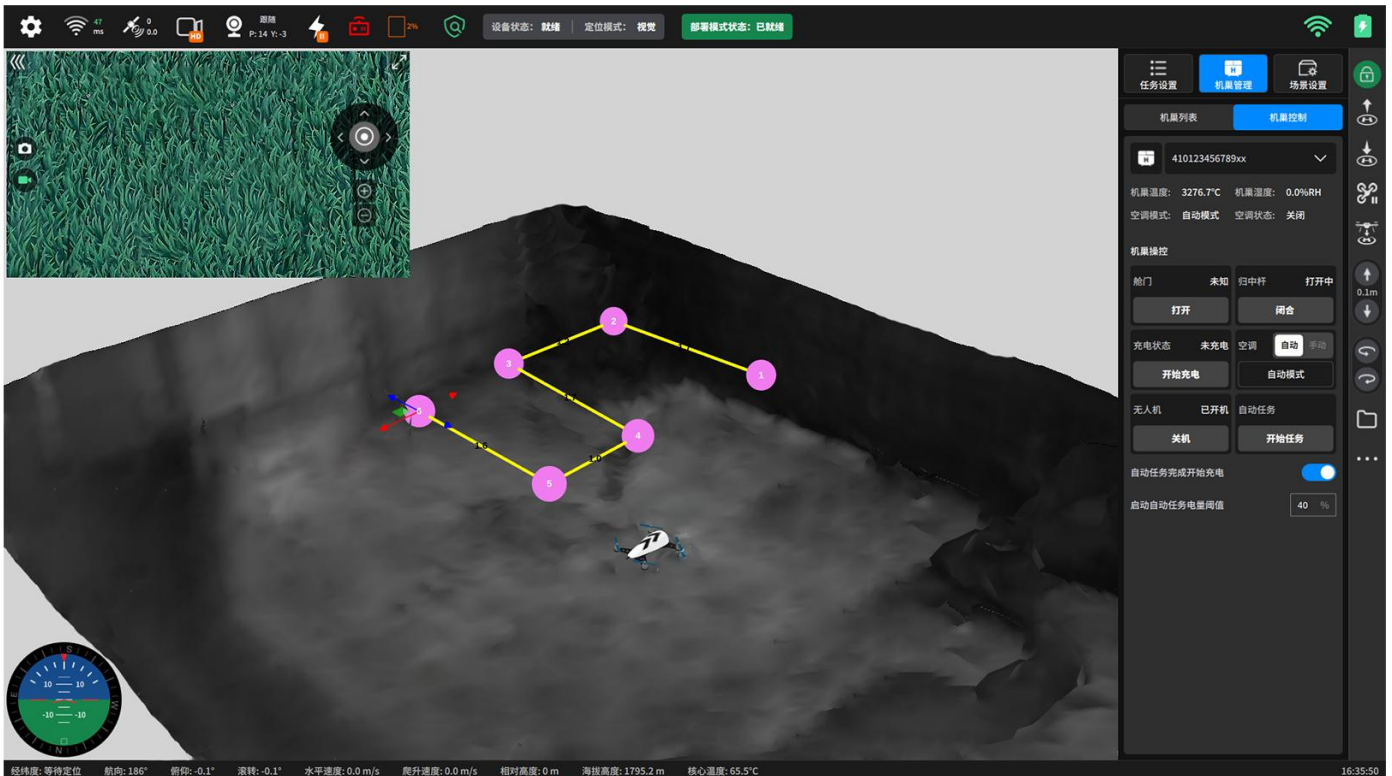 47
ms
0
0.0
HD
跟随
P: 14 Y: -3
2%
设备状态: 就绪
定位模式: 视觉
部署模式状态: 已就绪
任务设置
机巢管理
场景设置
机巢列表
机巢控制
410123456789xx
机巢温度: 3276.7℃ 机巢湿度: 0.0%RH
空调模式: 自动模式 空调状态: 关闭
机巢操控
舱门 未知 归中杆 打开中
打开 闭合
充电状态 未充电 空调 自动 手动
开始充电 自动模式
无人机 已开机 自动任务
关机 开始任务
自动任务完成开始充电
启动自动任务电量阈值 40 %
0.1m
2
1
3
6
4
5
1.6
S
E
W
N
10 10
-10 -10
经纬度: 等待定位 航向: 186° 俯仰: -0.1° 滚转: -0.1° 水平速度: 0.0 m/s 爬升速度: 0.0 m/s 相对高度: 0 m 海拔高度: 1795.2 m 核心温度: 65.5°C
16:35:50